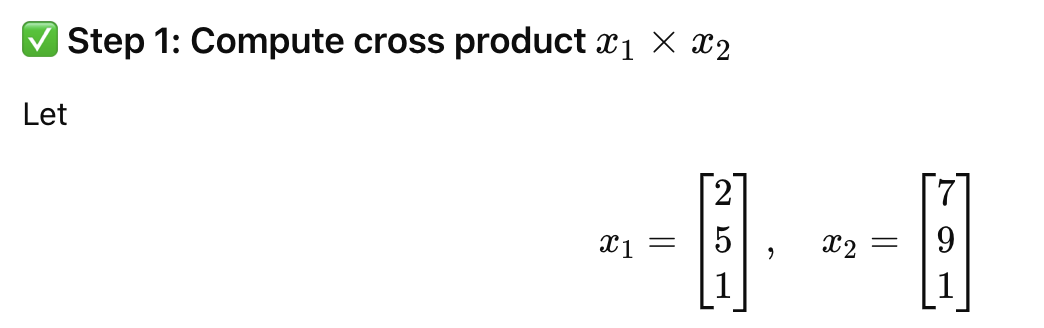 ✅ Step 1: Compute cross product x₁ × x₂
Let
x₁ = [2 5 1], x₂ = [7 9 1]